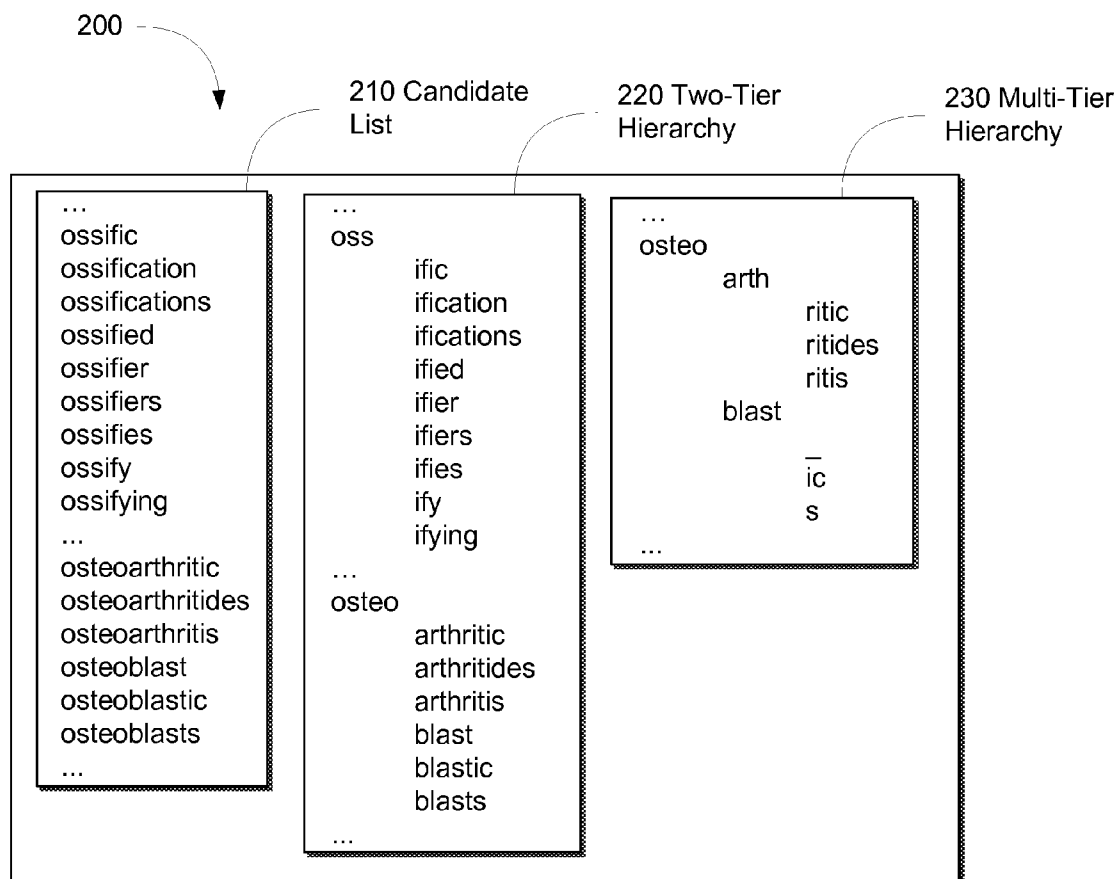 200
210 Candidate
List
220 Two-Tier
Hierarchy
230 Multi-Tier
Hierarchy
...
ossific
ossification
ossifications
ossified
ossifier
ossifiers
ossifies
ossify
ossifying
...
osteoarthritic
osteoarthritides
osteoarthritis
osteoblast
osteoblastic
osteoblasts
...
...
oss
ific
ification
ifications
ified
ifier
ifiers
ifies
ify
ifying
...
osteo
arthritic
arthritides
arthritis
blast
blastic
blasts
...
...
osteo
arth
ritic
ritides
ritis
blast
_
ic
s
...